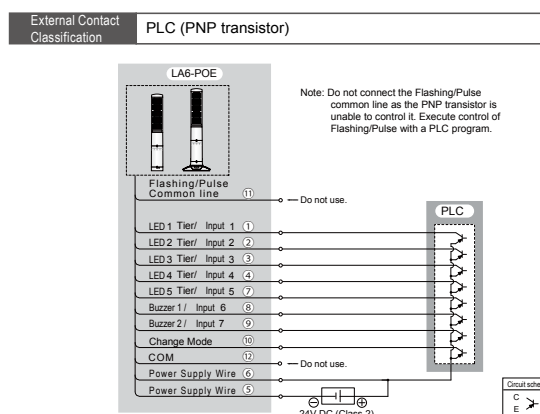 External Contact
Classification
PLC (PNP transistor)
LA6-POE
Note: Do not connect the Flashing/Pulse
common line as the PNP transistor is
unable to control it. Execute control of
Flashing/Pulse with a PLC program.
Flashing/Pulse
Common line ⑪
Do not use.
PLC
LED 1 Tier/ Input 1 ①
LED 2 Tier/ Input 2 ②
LED 3 Tier/ Input 3 ③
LED 4 Tier/ Input 4 ④
LED 5 Tier/ Input 5 ⑦
Buzzer 1 / Input 6 ⑧
Buzzer 2 / Input 7 ⑨
Change Mode ⑩
COM ⑫
Do not use.
Power Supply Wire ⑥
Power Supply Wire ⑤
⊖ ⊕
24V DC (Class 2)
Circuit sche
C
E